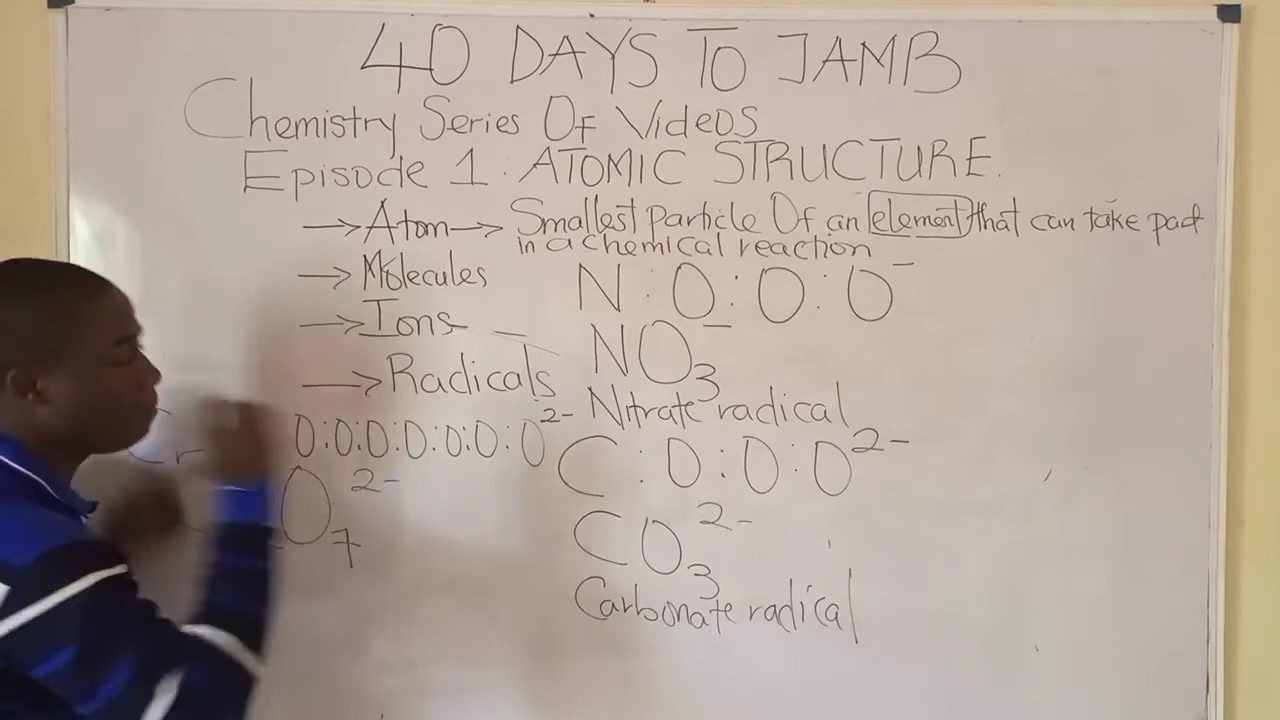 40 DAYS TO JAMB
Chemistry Series Of Videos
Episode 1. ATOMIC STRUCTURE.
→ Atom → Smallest particle Of an element that can take part
in a chemical reaction
→ Molecules
N : O : O : O⁻
→ Ions
NO₃⁻
→ Radicals
Nitrate radical
Cr
O:O:O:O:O:O:O²⁻
C : O : O : O²⁻
O₇²⁻
CO₃²⁻
Carbonate radical